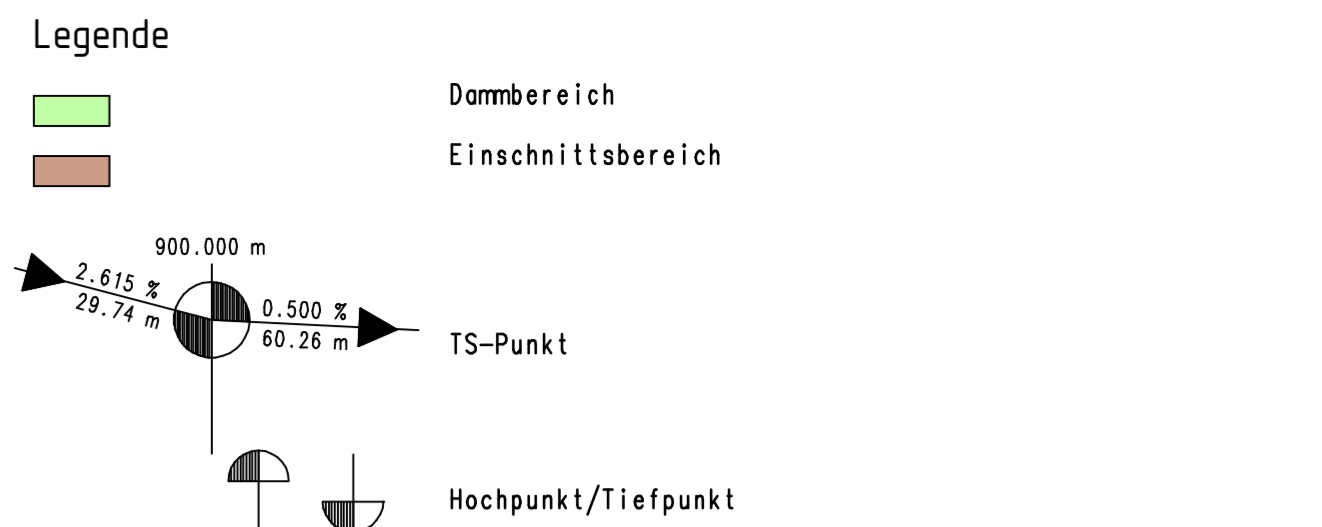 Legende
Dammbereich
Einschnittsbereich
900.000 m
2.615 %
29.74 m
0.500 %
60.26 m
TS-Punkt
Hochpunkt/Tiefpunkt